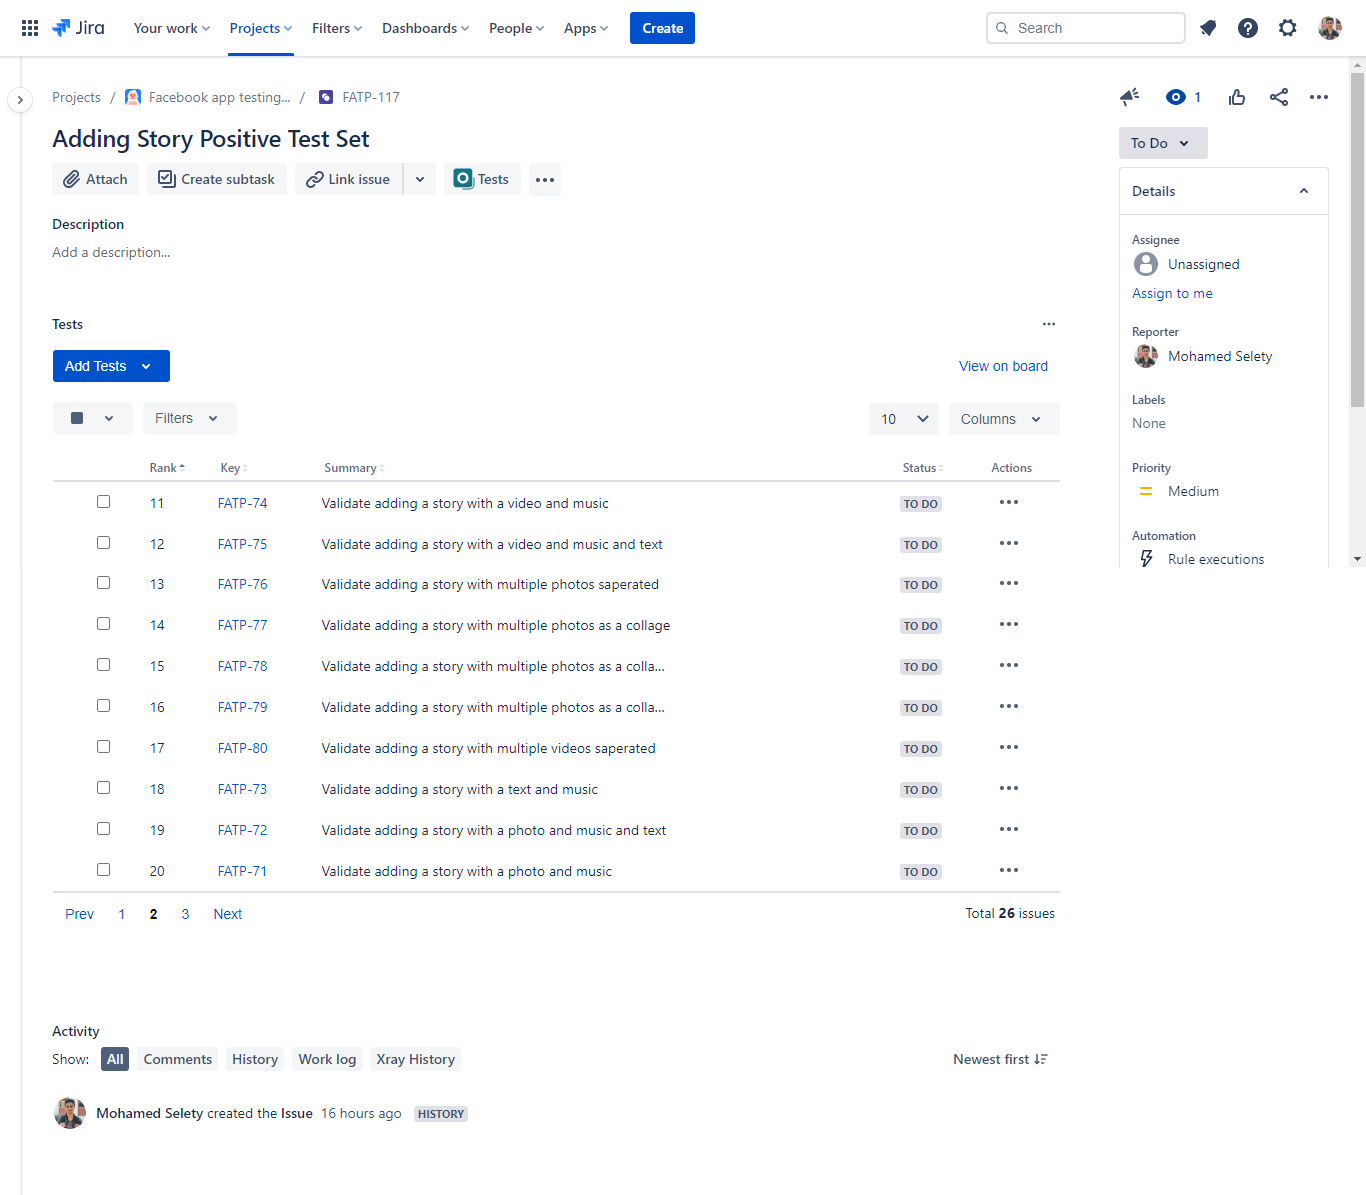 Jira Your work Projects Filters Dashboards People Apps Create Search
Projects / Facebook app testing... / FATP-117 1
Adding Story Positive Test Set
To Do
Attach Create subtask Link issue Tests
Details
Description
Add a description...
Assignee
Unassigned
Assign to me
Tests
Reporter
Mohamed Selety
Add Tests View on board
Labels
None
Filters 10 Columns
Priority
Medium
Rank Key Summary Status Actions
11 FATP-74 Validate adding a story with a video and music TO DO
Automation
Rule executions
12 FATP-75 Validate adding a story with a video and music and text TO DO
13 FATP-76 Validate adding a story with multiple photos saperated TO DO
14 FATP-77 Validate adding a story with multiple photos as a collage TO DO
15 FATP-78 Validate adding a story with multiple photos as a colla... TO DO
16 FATP-79 Validate adding a story with multiple photos as a colla... TO DO
17 FATP-80 Validate adding a story with multiple videos saperated TO DO
18 FATP-73 Validate adding a story with a text and music TO DO
19 FATP-72 Validate adding a story with a photo and music and text TO DO
20 FATP-71 Validate adding a story with a photo and music TO DO
Prev 1 2 3 Next Total 26 issues
Activity
Show: All Comments History Work log Xray History Newest first
Mohamed Selety created the Issue 16 hours ago HISTORY